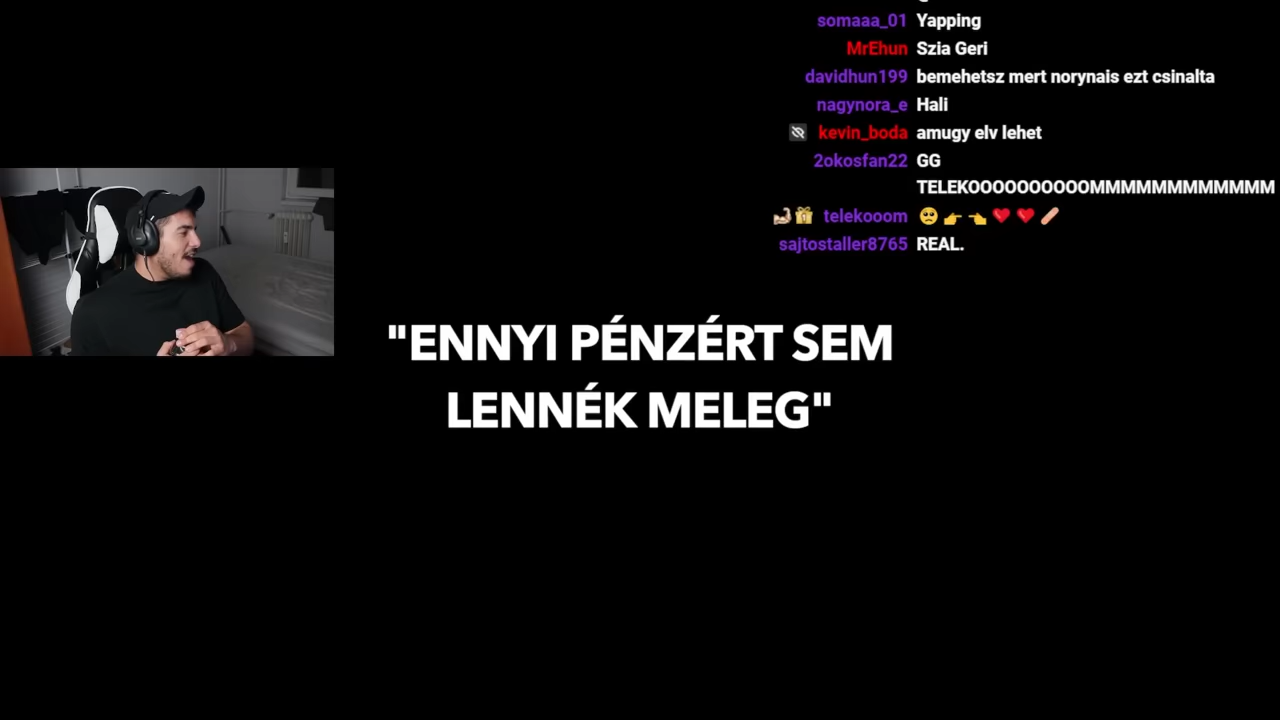 somaaa_01 Yapping
MrEhun Szia Geri
davidhun199 bemehetsz mert norynais ezt csinalta
nagynora_e Hali
kevin_boda amugy elv lehet
2okosfan22 GG
TELEKOOOOOOOOOOMMMMMMMMMMMM
telekooom 🥺 👉 👈 ❤️ ❤️ 🩹
sajtostaller8765 REAL.
"ENNYI PÉNZÉRT SEM
LENNÉK MELEG"